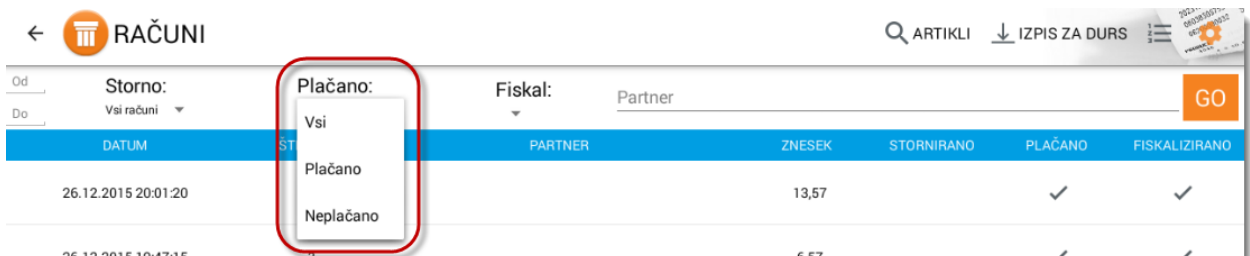 RAČUNI
ARTIKLI
IZPIS ZA DURS
Od
Storno:
Plačano:
Fiskal:
Partner
GO
Vsi računi
Do
Vsi
Plačano
Neplačano
DATUM
PARTNER
ZNESEK
STORNIRANO
PLAČANO
FISKALIZIRANO
26.12.2015 20:01:20
13,57